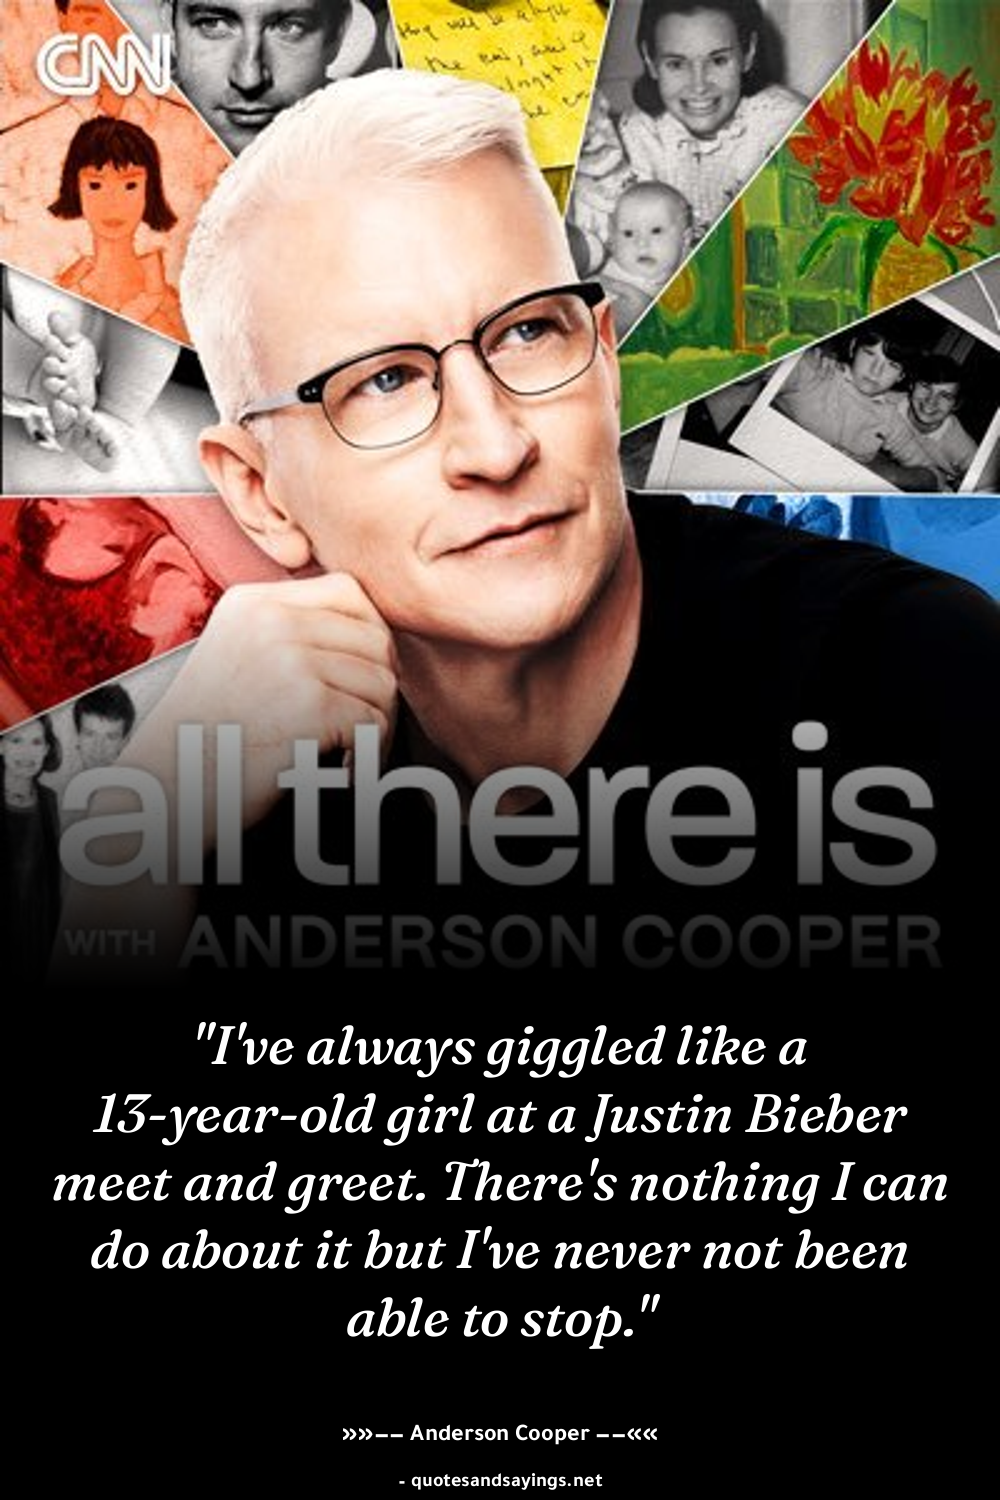 CNN
all there is
WITH ANDERSON COOPER
"I've always giggled like a
13-year-old girl at a Justin Bieber
meet and greet. There's nothing I can
do about it but I've never not been
able to stop."
»»−− Anderson Cooper −−««
- quotesandsayings.net